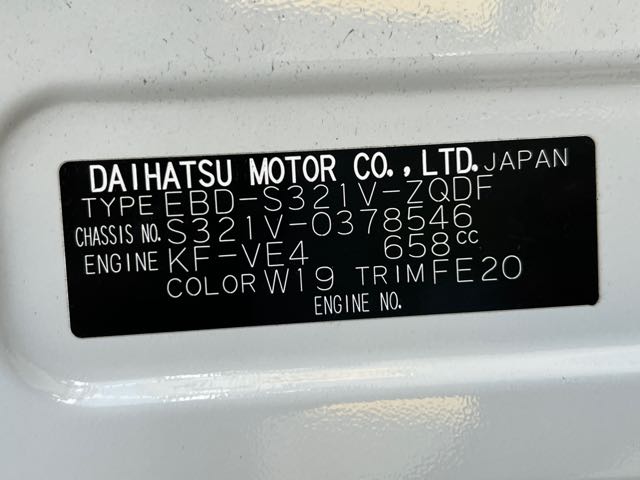 DAIHATSU MOTOR CO., LTD. JAPAN
TYPE EBD-S321V-ZQDF
CHASSIS NO. S321V-0378546
ENGINE KF-VE4 658cc
COLOR W19 TRIM FE20
ENGINE NO.